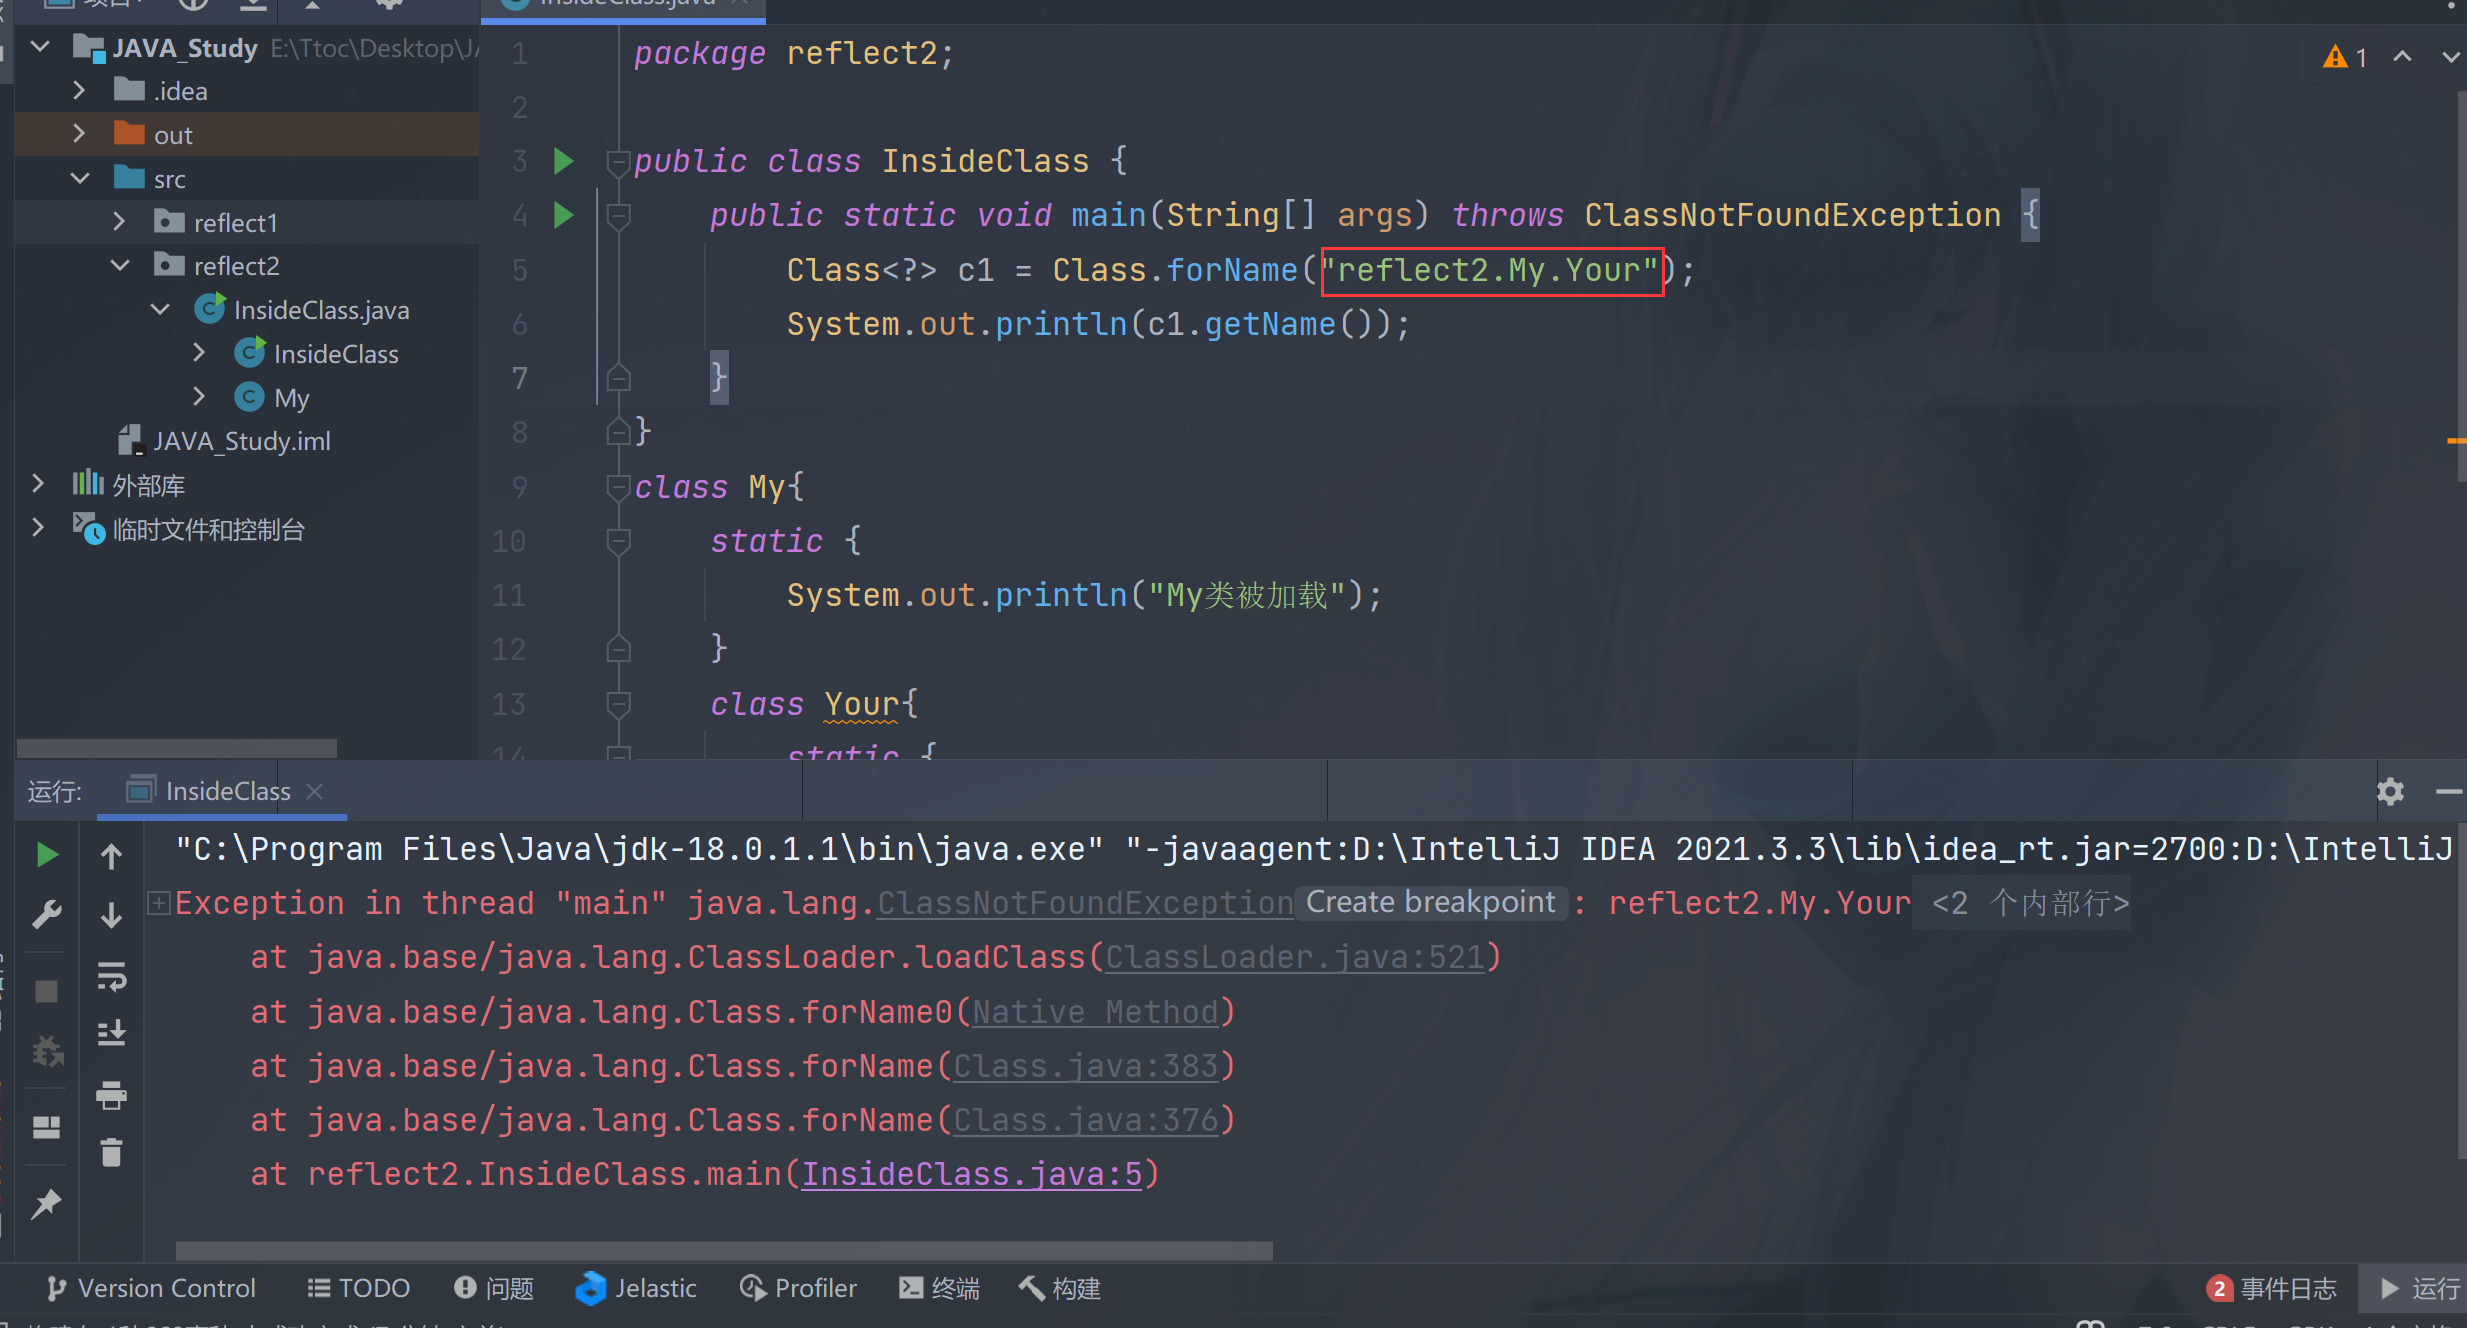 InsideClass.java
JAVA_Study E:\Ttoc\Desktop\JA
.idea
out
src
reflect1
reflect2
InsideClass.java
InsideClass
My
JAVA_Study.iml
外部库
临时文件和控制台
1 package reflect2;
2
3 public class InsideClass {
4 public static void main(String[] args) throws ClassNotFoundException {
5 Class<?> c1 = Class.forName("reflect2.My.Your");
6 System.out.println(c1.getName());
7 }
8 }
9 class My{
10 static {
11 System.out.println("My类被加载");
12 }
13 class Your{
14 static {
1
运行:
InsideClass
"C:\Program Files\Java\jdk-18.0.1.1\bin\java.exe" "-javaagent:D:\IntelliJ IDEA 2021.3.3\lib\idea_rt.jar=2700:D:\IntelliJ
Exception in thread "main" java.lang.ClassNotFoundException Create breakpoint : reflect2.My.Your <2 个内部行>
at java.base/java.lang.ClassLoader.loadClass(ClassLoader.java:521)
at java.base/java.lang.Class.forName0(Native Method)
at java.base/java.lang.Class.forName(Class.java:383)
at java.base/java.lang.Class.forName(Class.java:376)
at reflect2.InsideClass.main(InsideClass.java:5)
Version Control TODO 问题 Jelastic Profiler 终端 构建 2 事件日志 运行